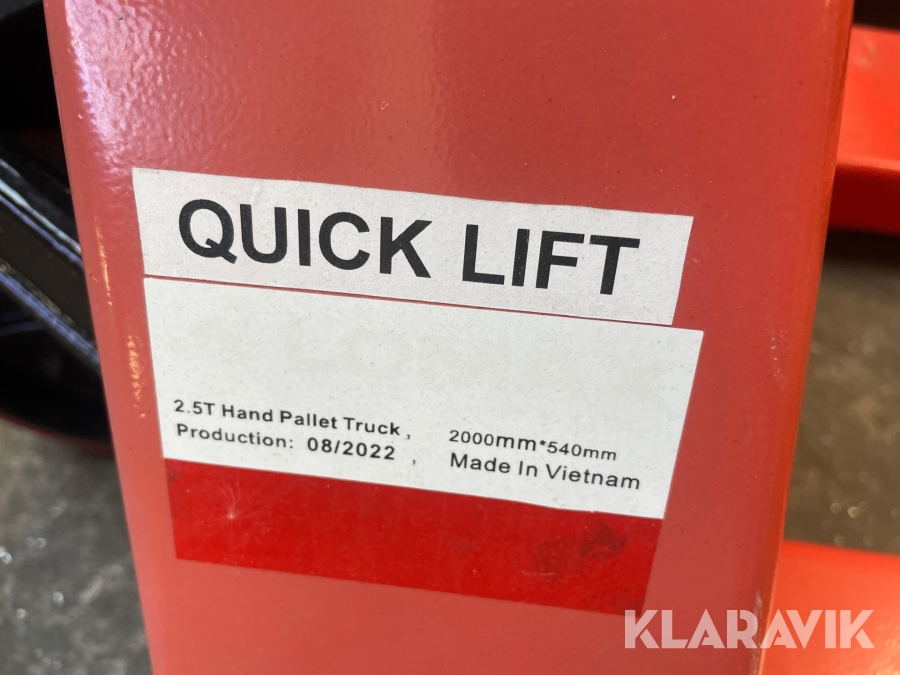 QUICK LIFT
2.5T Hand Pallet Truck , 2000mm*540mm
Production: 08/2022 , Made In Vietnam
KLARAVIK